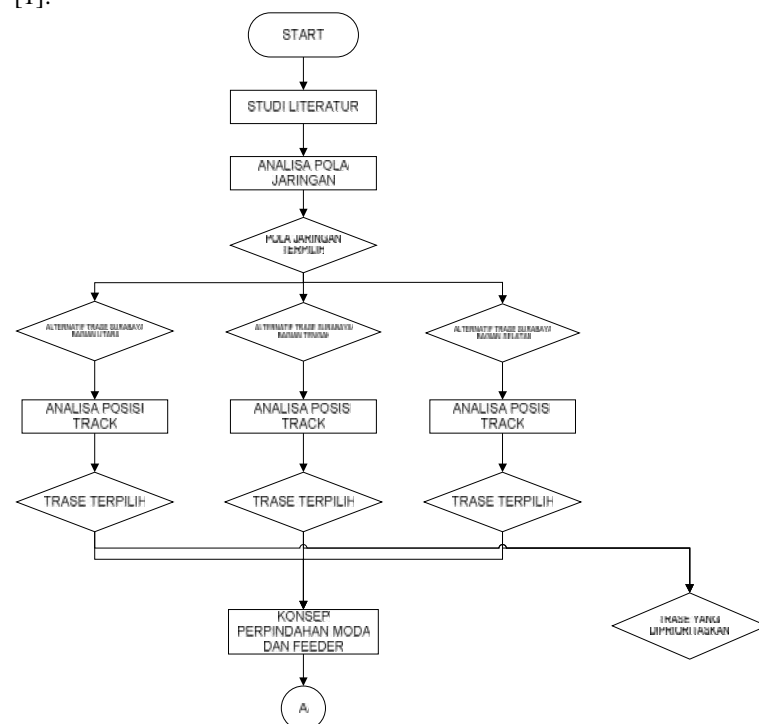 [1].
START
STUDI LITERATUR
ANALISA POLA
JARINGAN
POLA JARINGAN
TERPILIH
ALTERNATIF TRASE SURABAYA
BAGIAN UTARA
ALTERNATIF TRASE SURABAYA
BAGIAN TENGAH
ALTERNATIF TRASE SURABAYA
BAGIAN SELATAN
ANALISA POSISI
TRACK
ANALISA POSISI
TRACK
ANALISA POSISI
TRACK
TRASE TERPILIH
TRASE TERPILIH
TRASE TERPILIH
KONSEP
PERPINDAHAN MODA
DAN FEEDER
TRASE YANG
DIPRIORITASKAN
A